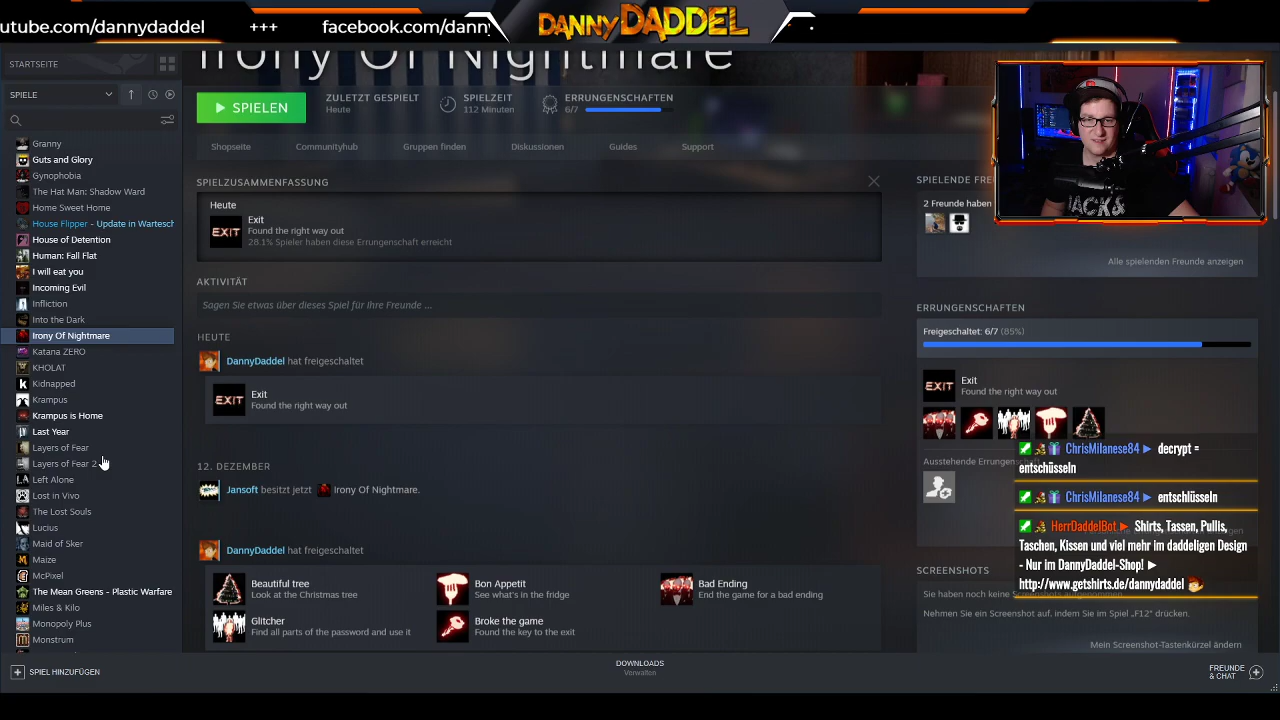 utube.com/dannydaddel +++ facebook.com/danny
DANNYDADDEL
STARTSEITE
SPIELE
Granny
Guts and Glory
Gynophobia
The Hat Man: Shadow Ward
Home Sweet Home
House Flipper - Update in Wartesch
House of Detention
Human: Fall Flat
I will eat you
Incoming Evil
Infliction
Into the Dark
Irony Of Nightmare
Katana ZERO
KHOLAT
Kidnapped
Krampus
Krampus is Home
Last Year
Layers of Fear
Layers of Fear 2
Left Alone
Lost in Vivo
The Lost Souls
Lucius
Maid of Sker
Maize
McPixel
The Mean Greens - Plastic Warfare
Miles & Kilo
Monopoly Plus
Monstrum
SPIEL HINZUFÜGEN
Irony Of Nightmare
SPIELEN
ZULETZT GESPIELT
Heute
SPIELZEIT
112 Minuten
ERRUNGENSCHAFTEN
6/7
Shopseite Communityhub Gruppen finden Diskussionen Guides Support
SPIELZUSAMMENFASSUNG
Heute
EXIT
Exit
Found the right way out
28.1% Spieler haben diese Errungenschaft erreicht
AKTIVITÄT
Sagen Sie etwas über dieses Spiel für Ihre Freunde ...
HEUTE
DannyDaddel hat freigeschaltet
EXIT
Exit
Found the right way out
12. DEZEMBER
Jansoft besitzt jetzt Irony Of Nightmare.
DannyDaddel hat freigeschaltet
Beautiful tree
Look at the Christmas tree
Bon Appetit
See what's in the fridge
Bad Ending
End the game for a bad ending
Glitcher
Find all parts of the password and use it
Broke the game
Found the key to the exit
DOWNLOADS
Verwalten
SPIELENDE FRE
2 Freunde haben
Alle spielenden Freunde anzeigen
ERRUNGENSCHAFTEN
Freigeschaltet: 6/7 (85%)
EXIT
Exit
Found the right way out
Ausstehende Errungensch
ChrisMilanese84 decrypt =
entschüsseln
ChrisMilanese84 entschlüsseln
HerrDaddelBot Shirts, Tassen, Pullis,
Taschen, Kissen und viel mehr im daddeligen Design
- Nur im DannyDaddel-Shop!
http://www.getshirts.de/dannydaddel
SCREENSHOTS
Sie haben noch keine Screenshots aufgenommen.
Nehmen Sie ein Screenshot auf, indem Sie im Spiel „F12“ drücken.
Mein Screenshot-Tastenkürzel ändern
FREUNDE
& CHAT